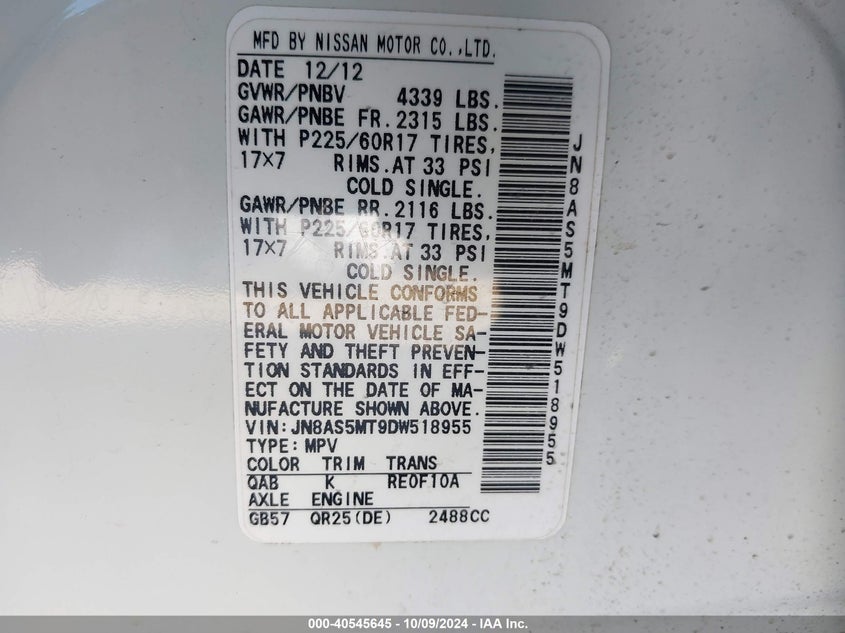 MFD BY NISSAN MOTOR CO.,LTD.
DATE 12/12
GVWR/PNBV 4339 LBS.
GAWR/PNBE FR.2315 LBS.
WITH P225/60R17 TIRES,
17×7 RIMS.AT 33 PSI
COLD SINGLE.
GAWR/PNBE RR.2116 LBS.
WITH P225/60R17 TIRES,
17×7 RIMS.AT 33 PSI
COLD SINGLE.
THIS VEHICLE CONFORMS
TO ALL APPLICABLE FED-
ERAL MOTOR VEHICLE SA-
FETY AND THEFT PREVEN-
TION STANDARDS IN EFF-
ECT ON THE DATE OF MA-
NUFACTURE SHOWN ABOVE.
VIN:JN8AS5MT9DW518955
TYPE:MPV
COLOR TRIM TRANS
QAB K RE0F10A
AXLE ENGINE
GB57 QR25(DE) 2488CC
JN8AS5MT9DW518955
000-40545645 - 10/09/2024 - IAA Inc.